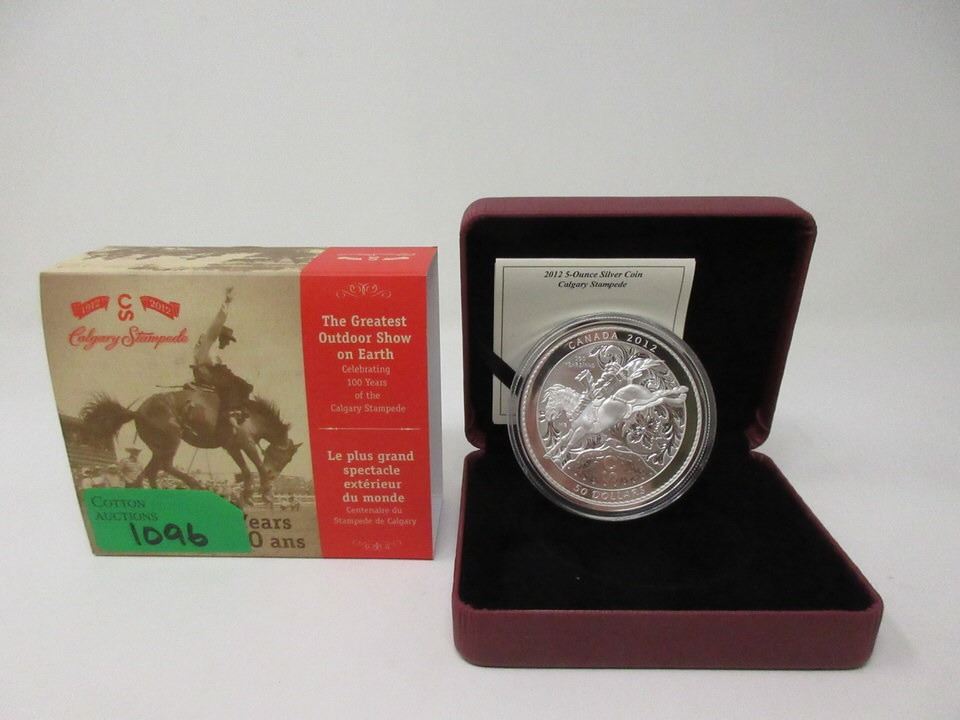 1912
CS
2012
Calgary Stampede
The Greatest
Outdoor Show
on Earth
Celebrating
100 Years
of the
Calgary Stampede
Le plus grand
spectacle
extérieur
du monde
Centenaire du
Stampede de Calgary
Years
0 ans
COTTON
AUCTIONS
1096
2012 5-Ounce Silver Coin
Calgary Stampede
CANADA 2012
50 DOLLARS